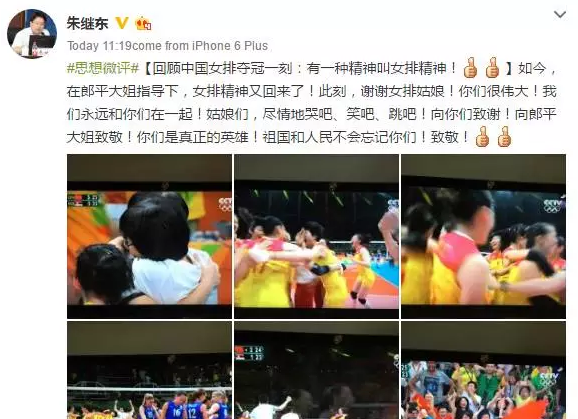 朱继东
Today 11:19come from iPhone 6 Plus
#思想微评#【回顾中国女排夺冠一刻：有一种精神叫女排精神！】如今，
在郎平大姐指导下，女排精神又回来了！此刻，谢谢女排姑娘！你们很伟大！我
们永远和你们在一起！姑娘们，尽情地哭吧、笑吧、跳吧！向你们致谢！向郎平
大姐致敬！你们是真正的英雄！祖国和人民不会忘记你们！致敬！
CCTV
CCTV
CCTV